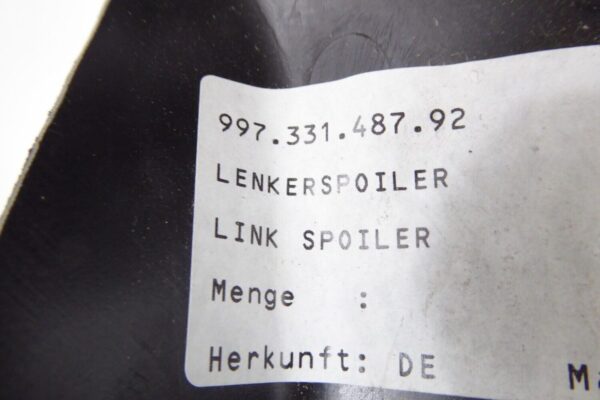 997.331.487.92
LENKERSPOILER
LINK SPOILER
Menge :
Herkunft: DE